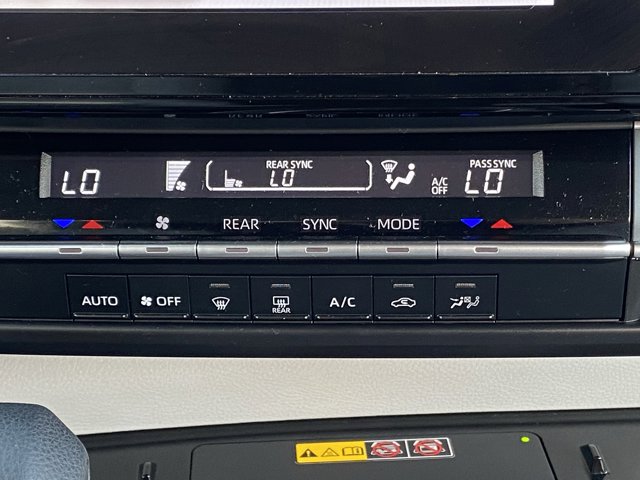 REAR SYNC
PASS SYNC
LO
LO
A/C
OFF
LO
REAR
SYNC
MODE
AUTO
OFF
REAR
A/C